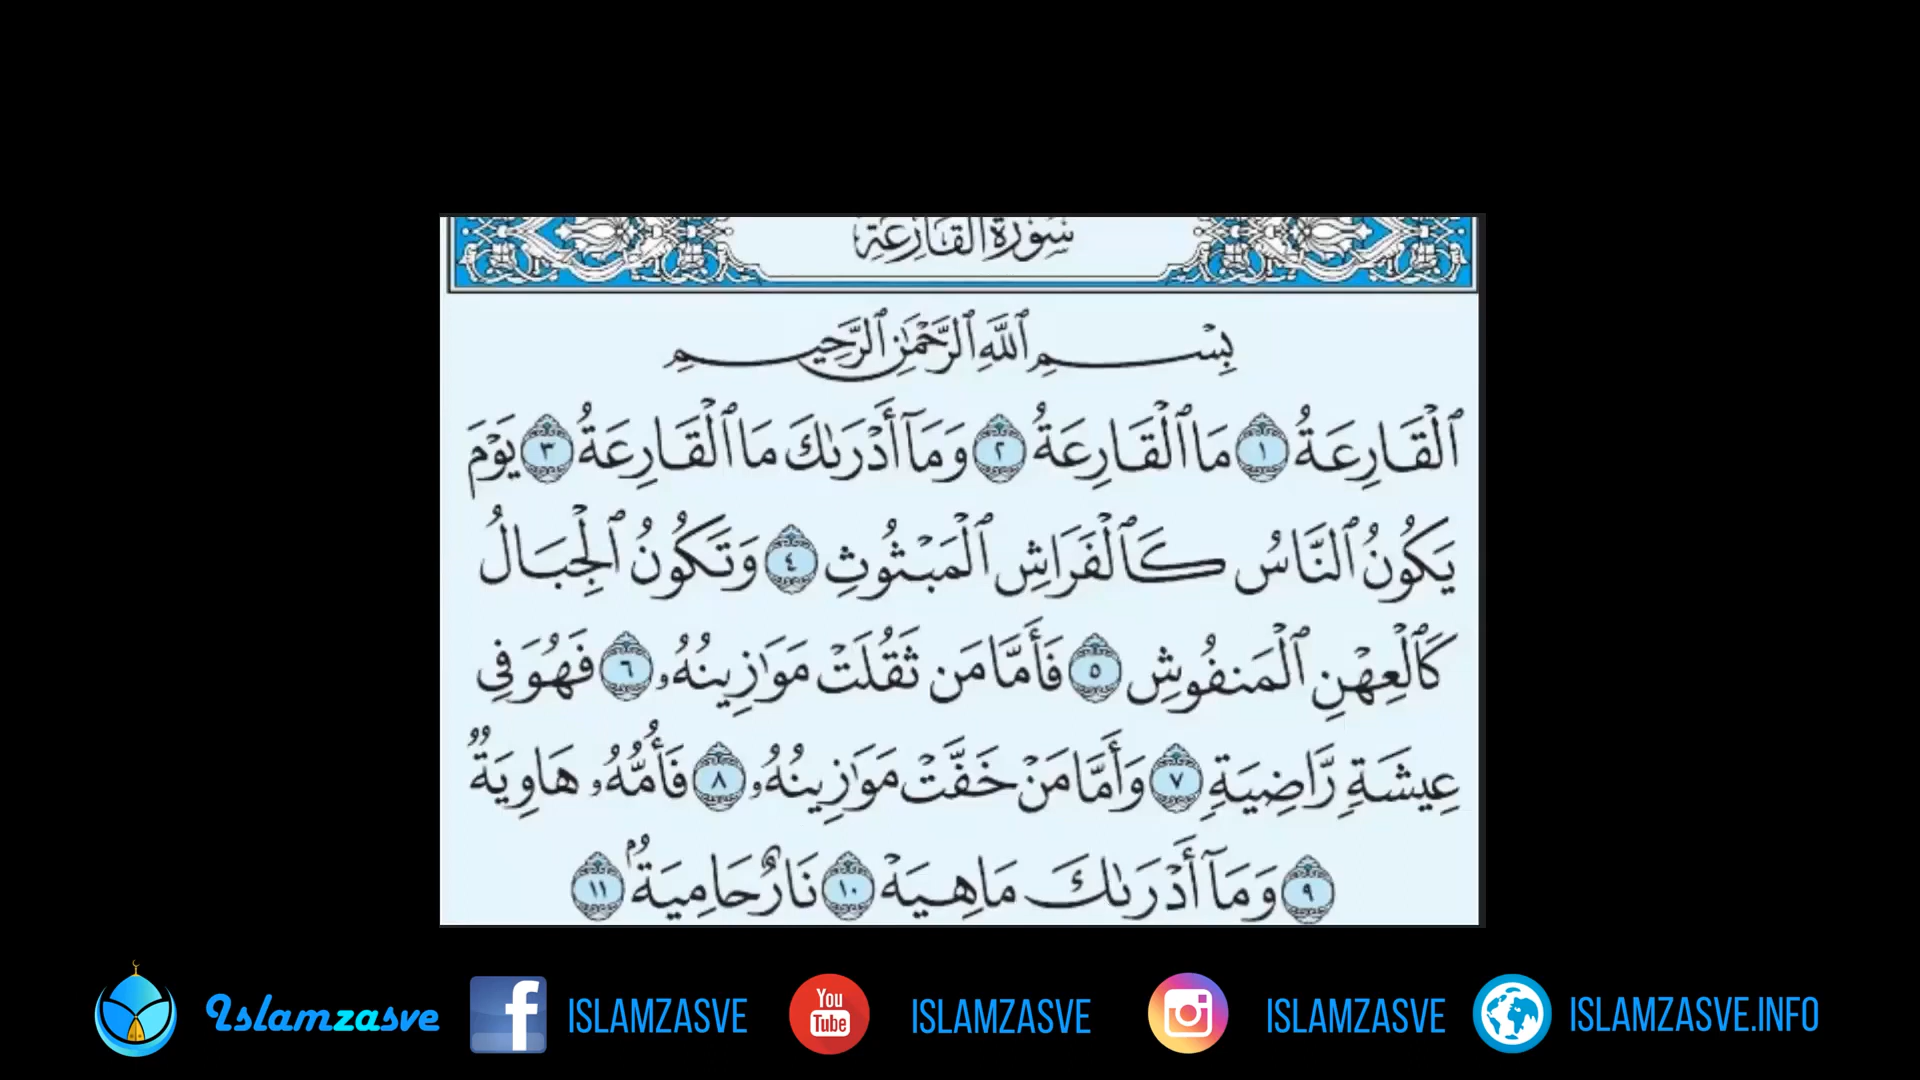 سُورَةُ القَارِعَةِ
بِسْمِ ٱللَّهِ ٱلرَّحْمَٰنِ ٱلرَّحِيمِ
ٱلْقَارِعَةُ ١ مَا ٱلْقَارِعَةُ ٢ وَمَآ أَدْرَىٰكَ مَا ٱلْقَارِعَةُ ٣ يَوْمَ
يَكُونُ ٱلنَّاسُ كَٱلْفَرَاشِ ٱلْمَبْثُوثِ ٤ وَتَكُونُ ٱلْجِبَالُ
كَٱلْعِهْنِ ٱلْمَنفُوشِ ٥ فَأَمَّا مَن ثَقُلَتْ مَوَٰزِينُهُۥ ٦ فَهُوَ فِى
عِيشَةٍ رَّاضِيَةٍ ٧ وَأَمَّا مَنْ خَفَّتْ مَوَٰزِينُهُۥ ٨ فَأُمُّهُۥ هَاوِيَةٌ
٩ وَمَآ أَدْرَىٰكَ مَا هِيَهْ ١٠ نَارٌ حَامِيَةٌۢ ١١
Islamzasve ISLAMZASVE You Tube ISLAMZASVE ISLAMZASVE ISLAMZASVE.INFO